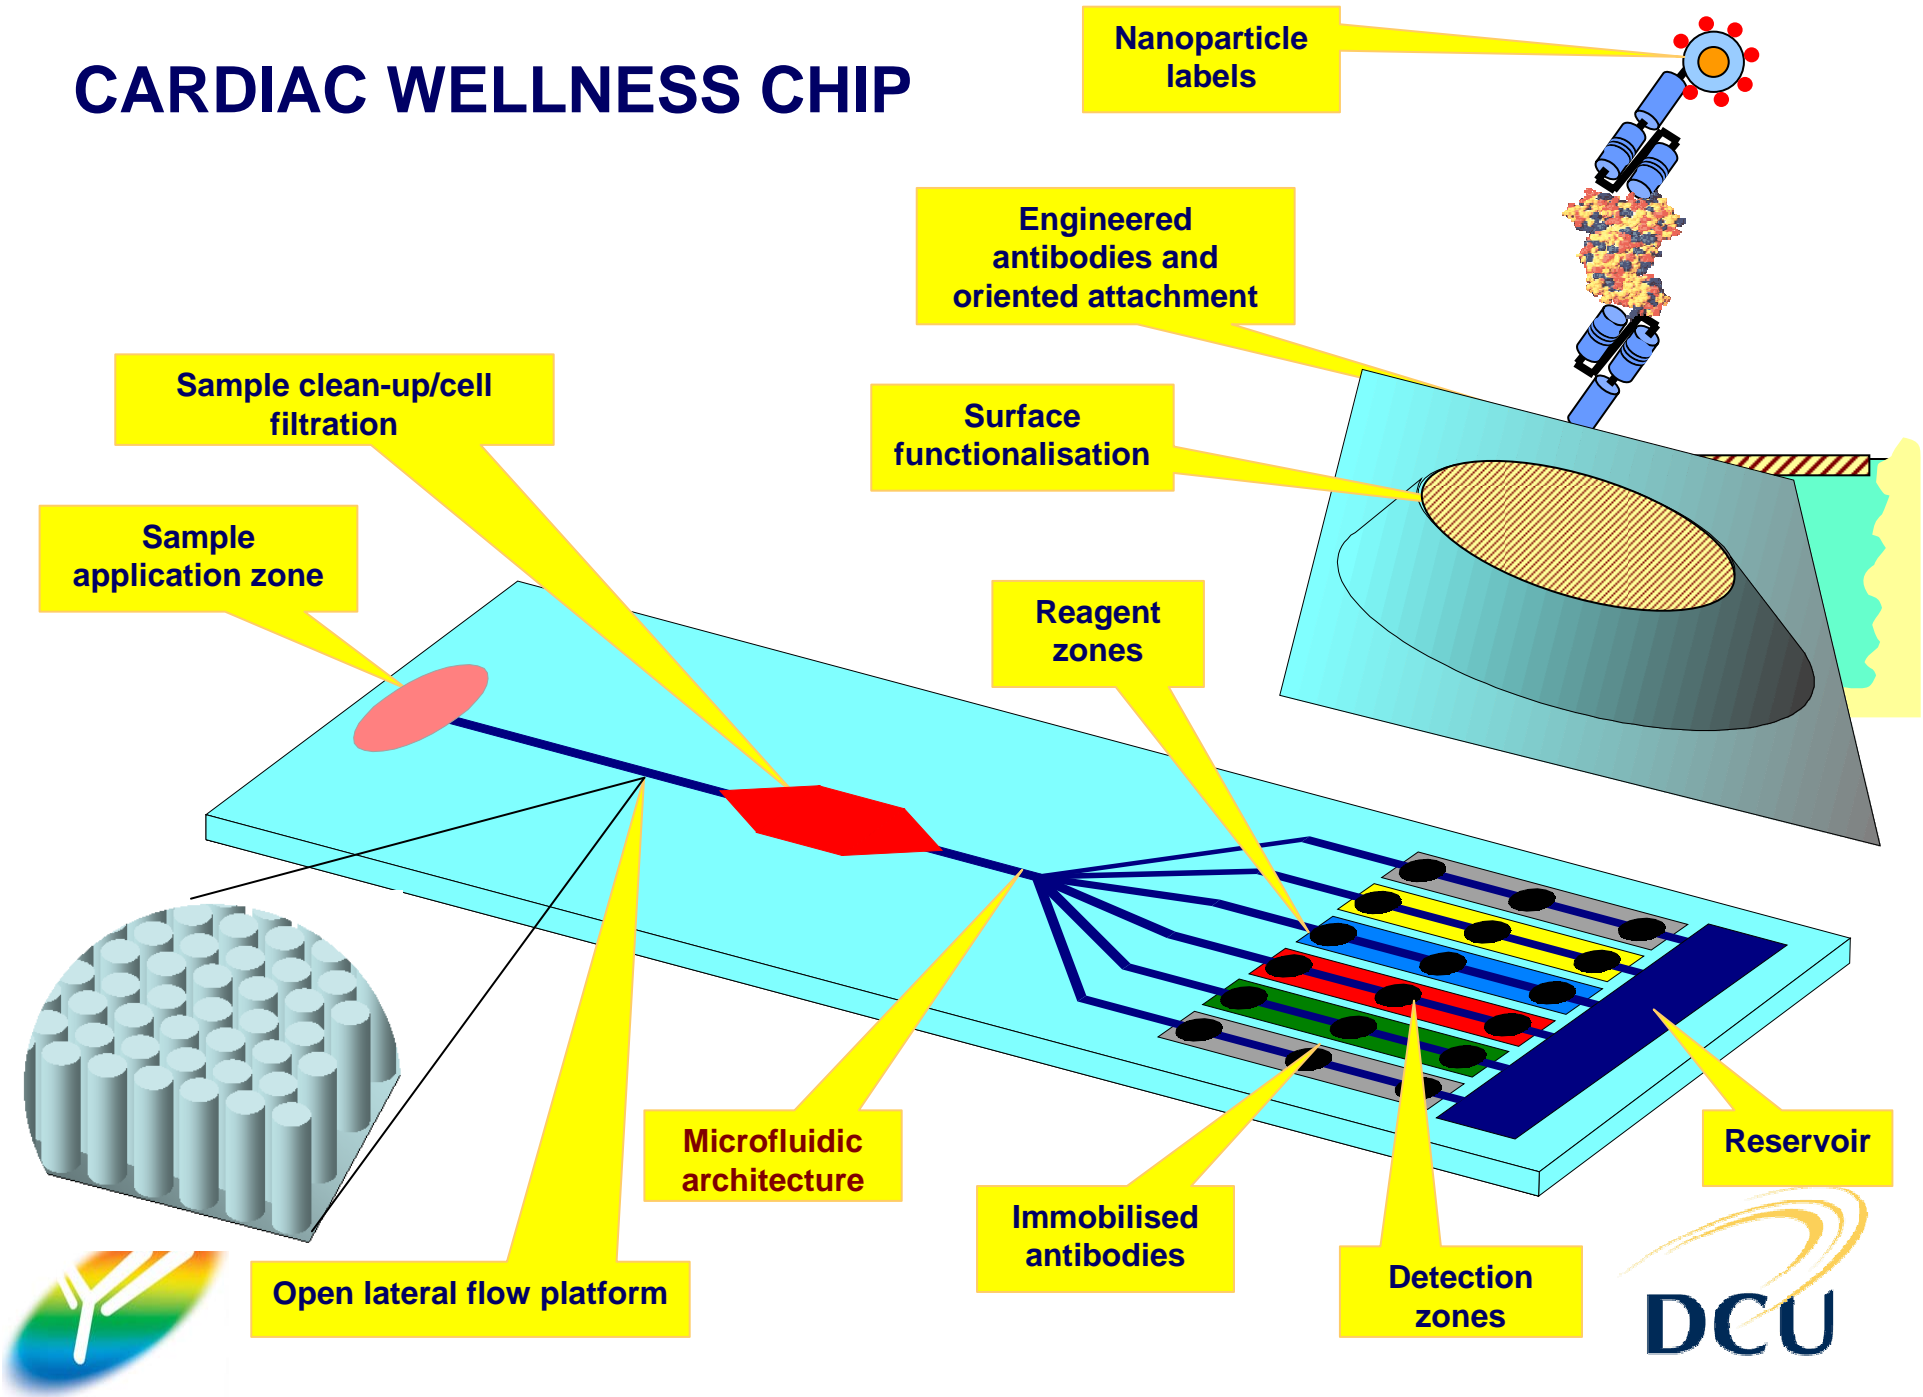 CARDIAC WELLNESS CHIP
Nanoparticle
labels
Engineered
antibodies and
oriented attachment
Sample clean-up/cell
filtration
Surface
functionalisation
Sample
application zone
Reagent
zones
Microfluidic
architecture
Reservoir
Immobilised
antibodies
Open lateral flow platform
Detection
zones
DCU